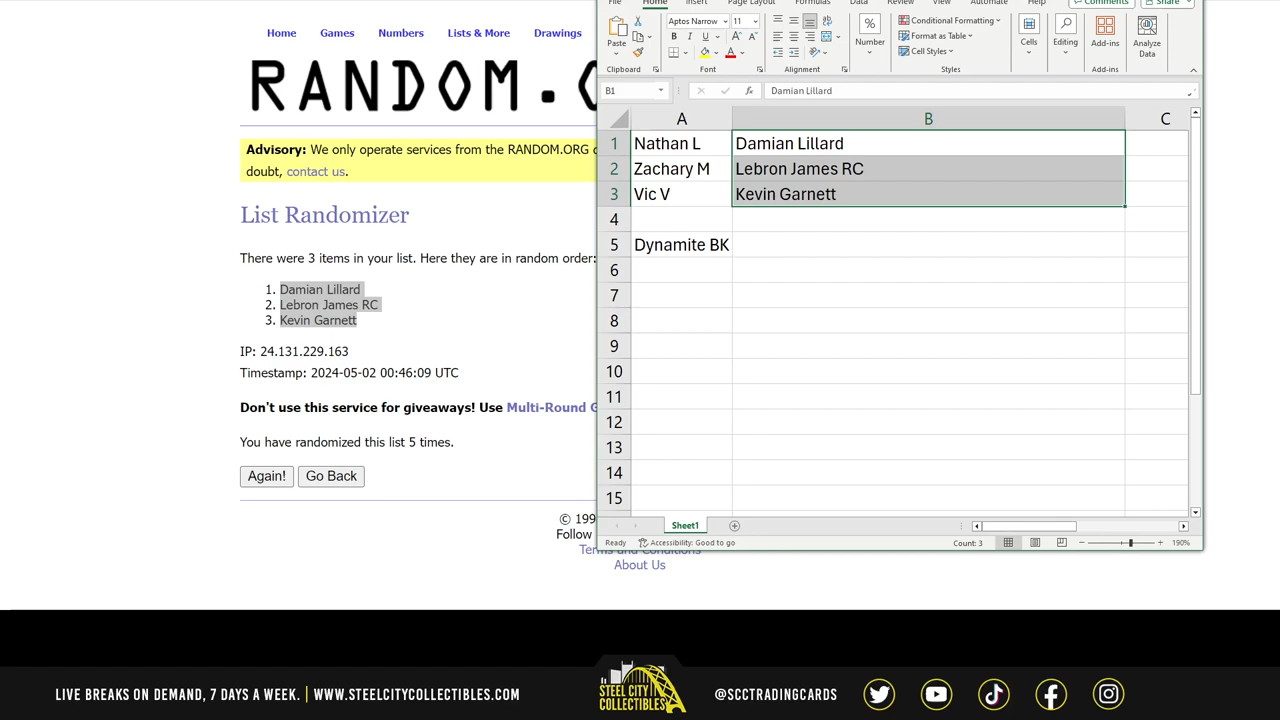 Home Games Numbers Lists & More Drawings
RANDOM.O
Advisory: We only operate services from the RANDOM.ORG
doubt, contact us.
List Randomizer
There were 3 items in your list. Here they are in random order:
1. Damian Lillard
2. Lebron James RC
3. Kevin Garnett
IP: 24.131.229.163
Timestamp: 2024-05-02 00:46:09 UTC
Don't use this service for giveaways! Use Multi-Round G
You have randomized this list 5 times.
Again! Go Back
© 199
Follow
Terms and Conditions
About Us
File Home Insert Page Layout Formulas Data Review View Automate Help Comments Share
Paste
Clipboard
Aptos Narrow 11
B I U
Font
Alignment
% Number
Conditional Formatting
Format as Table
Cell Styles
Styles
Cells
Editing
Add-ins
Add-ins
Analyze
Data
B1 fx Damian Lillard
A B C
1 Nathan L Damian Lillard
2 Zachary M Lebron James RC
3 Vic V Kevin Garnett
4
5 Dynamite BK
6
7
8
9
10
11
12
13
14
15
Sheet1
Ready Accessibility: Good to go Count: 3 190%
LIVE BREAKS ON DEMAND, 7 DAYS A WEEK. | WWW.STEELCITYCOLLECTIBLES.COM
STEEL CITY
COLLECTIBLES
@SCCTRADINGCARDS